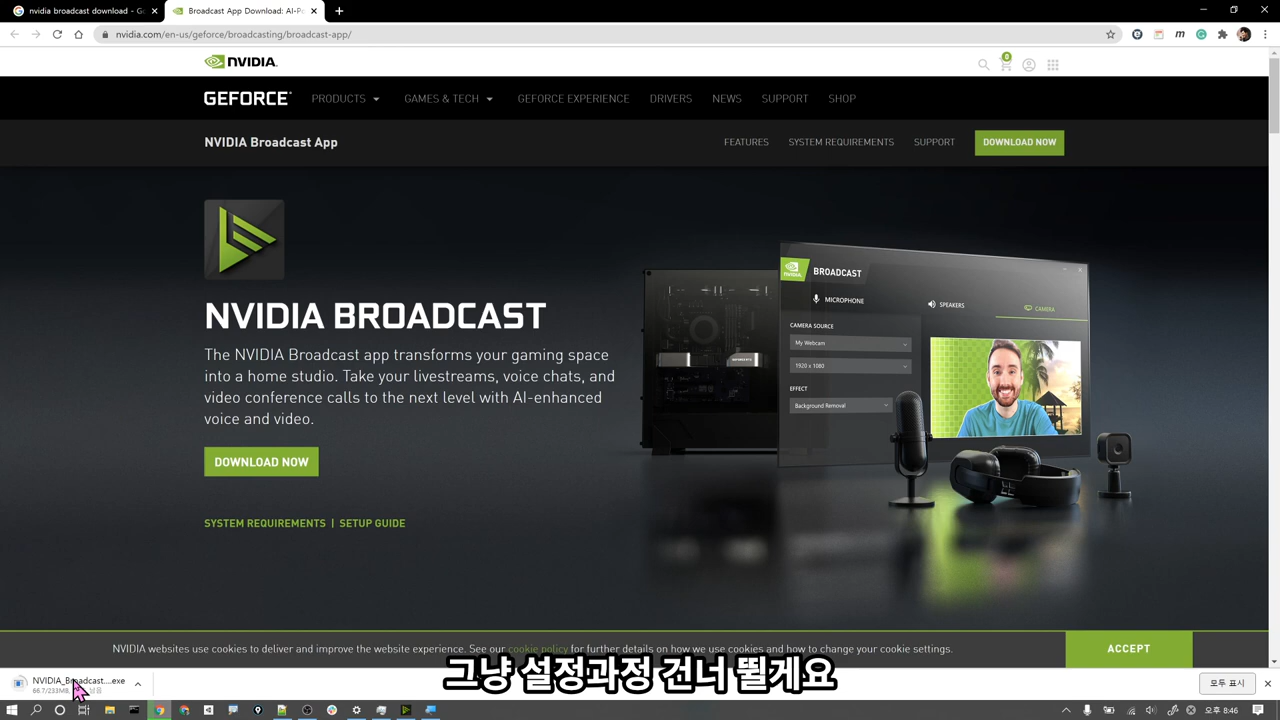 nvidia broadcast download - Go
Broadcast App Download: AI-Po
nvidia.com/en-us/geforce/broadcasting/broadcast-app/
NVIDIA.
0
GEFORCE
PRODUCTS
GAMES & TECH
GEFORCE EXPERIENCE
DRIVERS
NEWS
SUPPORT
SHOP
NVIDIA Broadcast App
FEATURES
SYSTEM REQUIREMENTS
SUPPORT
DOWNLOAD NOW
NVIDIA BROADCAST
The NVIDIA Broadcast app transforms your gaming space
into a home studio. Take your livestreams, voice chats, and
video conference calls to the next level with AI-enhanced
voice and video.
DOWNLOAD NOW
SYSTEM REQUIREMENTS | SETUP GUIDE
BROADCAST
MICROPHONE
SPEAKERS
CAMERA
CAMERA SOURCE
My Webcam
1920 x 1080
EFFECT
Background Removal
NVIDIA websites use cookies to deliver and improve the website experience. See our cookie policy for further details on how we use cookies and how to change your cookie settings.
ACCEPT
그냥 설정과정 건너 뛸게요
NVIDIA_Broadcast....exe
66.7/233MB,
모두 표시
오후 8:46